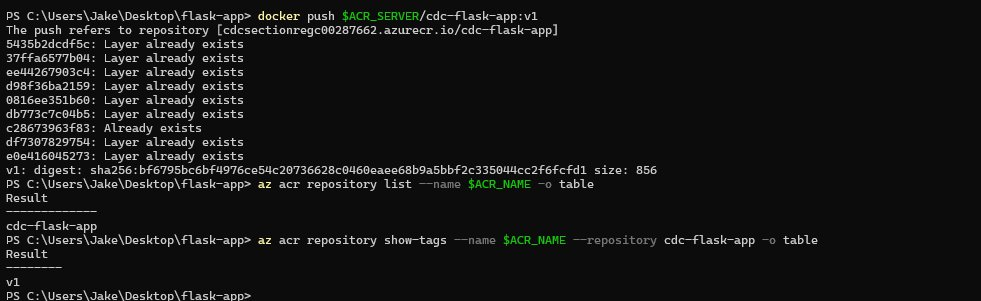 PS C:\Users\Jake\Desktop\flask-app> docker push $ACR_SERVER/cdc-flask-app:v1
The push refers to repository [cdcsectionregc00287662.azurecr.io/cdc-flask-app]
5435b2dcdf5c: Layer already exists
37ffa6577b04: Layer already exists
ee44267903c4: Layer already exists
d98f36ba2159: Layer already exists
0816ee351b60: Layer already exists
db773c7c04b5: Layer already exists
c28673963f83: Already exists
df7307829754: Layer already exists
e0e416045273: Layer already exists
v1: digest: sha256:bf6795bc6bf4976ce54c20736628c0460eaee68b9a5bbf2c335044cc2f6fcfd1 size: 856
PS C:\Users\Jake\Desktop\flask-app> az acr repository list --name $ACR_NAME -o table
Result
-------------
cdc-flask-app
PS C:\Users\Jake\Desktop\flask-app> az acr repository show-tags --name $ACR_NAME --repository cdc-flask-app -o table
Result
--------
v1
PS C:\Users\Jake\Desktop\flask-app>